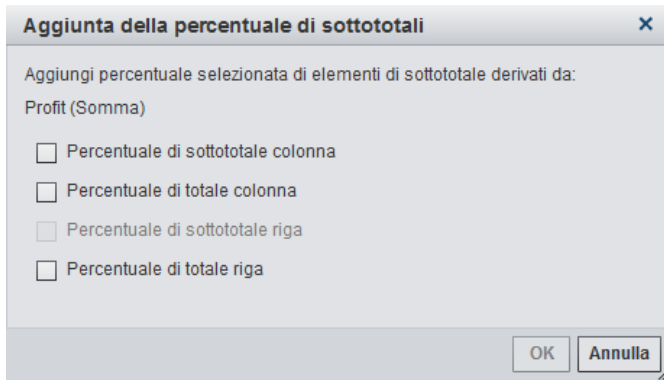 Aggiunta della percentuale di sottototali
Aggiungi percentuale selezionata di elementi di sottototale derivati da:
Profit (Somma)
Percentuale di sottototale colonna
Percentuale di totale colonna
Percentuale di sottototale riga
Percentuale di totale riga
OK Annulla